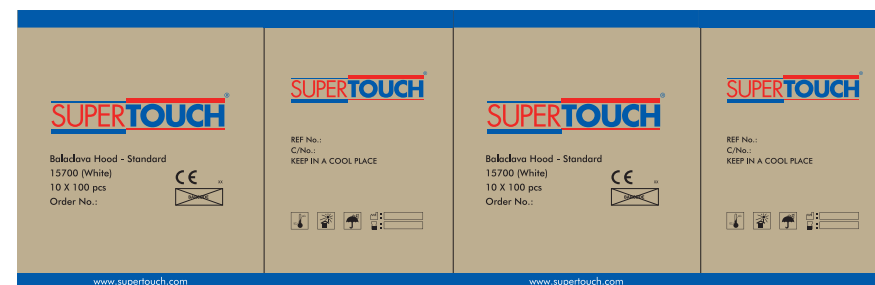 SUPERTOUCH®
Balaclava Hood - Standard
15700 (White)
10 X 100 pcs
Order No.:
CE
BARCODE
www.supertouch.com
SUPERTOUCH®
REF No.:
C/No.:
KEEP IN A COOL PLACE
SUPERTOUCH®
Balaclava Hood - Standard
15700 (White)
10 X 100 pcs
Order No.:
CE
BARCODE
www.supertouch.com
SUPERTOUCH®
REF No.:
C/No.:
KEEP IN A COOL PLACE